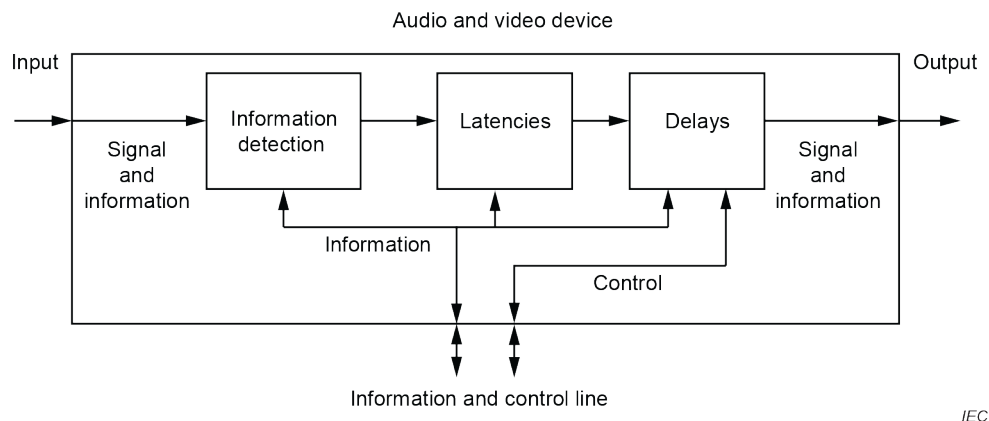 Audio and video device
Input
Output
Information
detection
Latencies
Delays
Signal
and
information
Signal
and
information
Information
Control
Information and control line
IEC